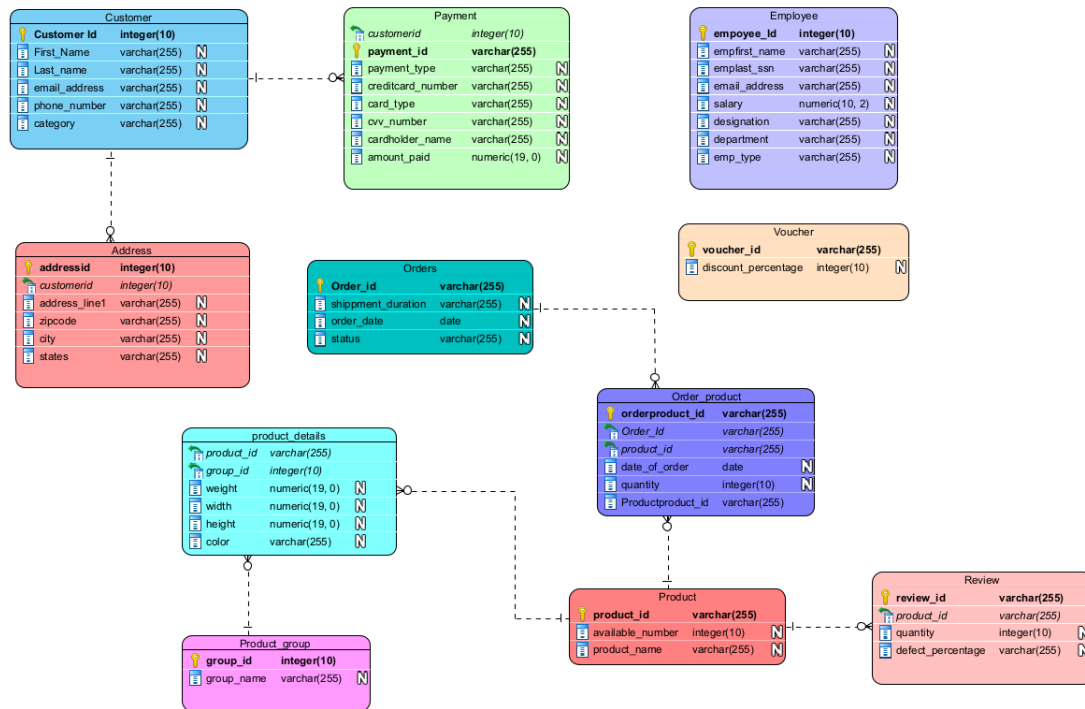 Customer
Customer Id integer(10)
First_Name varchar(255) N
Last_name varchar(255) N
email_address varchar(255) N
phone_number varchar(255) N
category varchar(255) N
Payment
customerid integer(10)
payment_id varchar(255)
payment_type varchar(255) N
creditcard_number varchar(255) N
card_type varchar(255) N
cvv_number varchar(255) N
cardholder_name varchar(255) N
amount_paid numeric(19, 0) N
Employee
empoyee_Id integer(10)
empfirst_name varchar(255) N
emplast_ssn varchar(255) N
email_address varchar(255) N
salary numeric(10, 2) N
designation varchar(255) N
department varchar(255) N
emp_type varchar(255) N
Voucher
voucher_id varchar(255)
discount_percentage integer(10) N
Address
addressid integer(10)
customerid integer(10)
address_line1 varchar(255) N
zipcode varchar(255) N
city varchar(255) N
states varchar(255) N
Orders
Order_id varchar(255)
shippment_duration varchar(255) N
order_date date N
status varchar(255) N
Order_product
orderproduct_id varchar(255)
Order_Id varchar(255)
product_id varchar(255)
date_of_order date N
quantity integer(10) N
Productproduct_id varchar(255)
product_details
product_id varchar(255)
group_id integer(10)
weight numeric(19, 0) N
width numeric(19, 0) N
height numeric(19, 0) N
color varchar(255) N
Product
product_id varchar(255)
available_number integer(10) N
product_name varchar(255) N
Review
review_id varchar(255)
product_id varchar(255)
quantity integer(10) N
defect_percentage varchar(255) N
Product_group
group_id integer(10)
group_name varchar(255) N